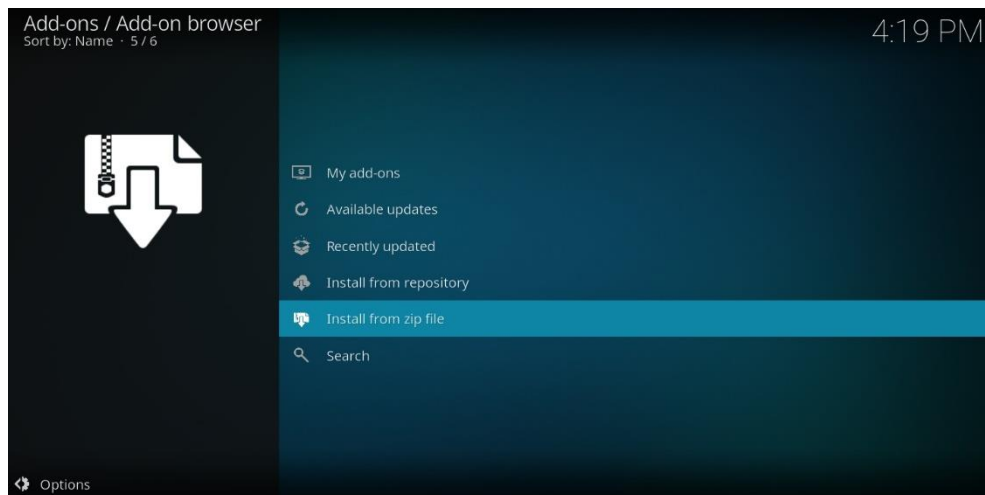 Add-ons / Add-on browser
Sort by: Name · 5 / 6
4:19 PM
My add-ons
Available updates
Recently updated
Install from repository
Install from zip file
Search
Options